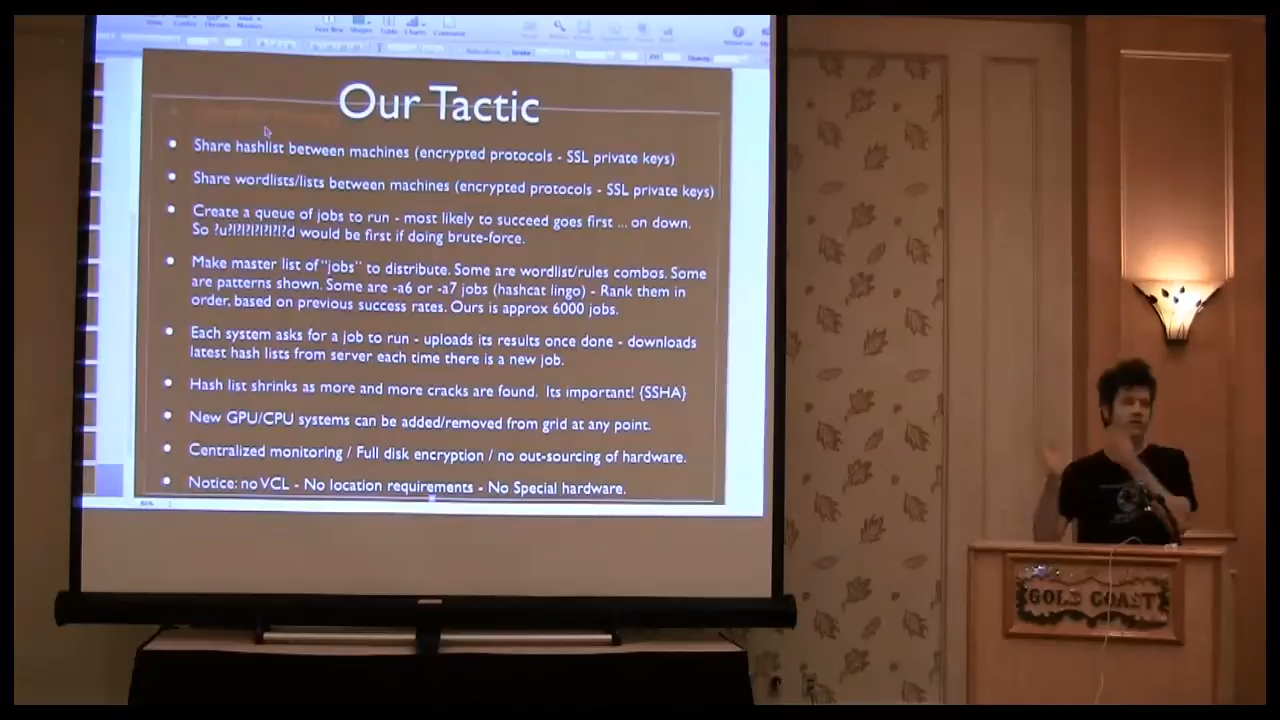 Our Tactic
Share hashlist between machines (encrypted protocols - SSL private keys)
Share wordlists/lists between machines (encrypted protocols - SSL private keys)
Create a queue of jobs to run - most likely to succeed goes first ... on down.
So ?u?l?l?l?l?l?l?d would be first if doing brute-force.
Make master list of "jobs" to distribute. Some are wordlist/rules combos. Some
are patterns shown. Some are -a6 or -a7 jobs (hashcat lingo) - Rank them in
order, based on previous success rates. Ours is approx 6000 jobs.
Each system asks for a job to run - uploads its results once done - downloads
latest hash lists from server each time there is a new job.
Hash list shrinks as more and more cracks are found. Its important! {SSHA}
New GPU/CPU systems can be added/removed from grid at any point.
Centralized monitoring / Full disk encryption / no out-sourcing of hardware.
Notice: no VCL - No location requirements - No Special hardware.
GOLD COAST